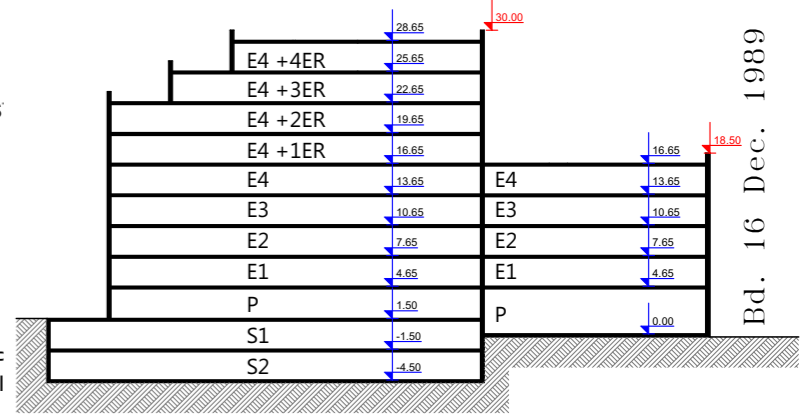 28.65
30.00
E4 +4ER 25.65
E4 +3ER 22.65
E4 +2ER 19.65
E4 +1ER 16.65
16.65
18.50
E4 13.65 E4 13.65
E3 10.65 E3 10.65
E2 7.65 E2 7.65
E1 4.65 E1 4.65
P 1.50 P 0.00
S1 -1.50
S2 -4.50
Bd. 16 Dec. 1989